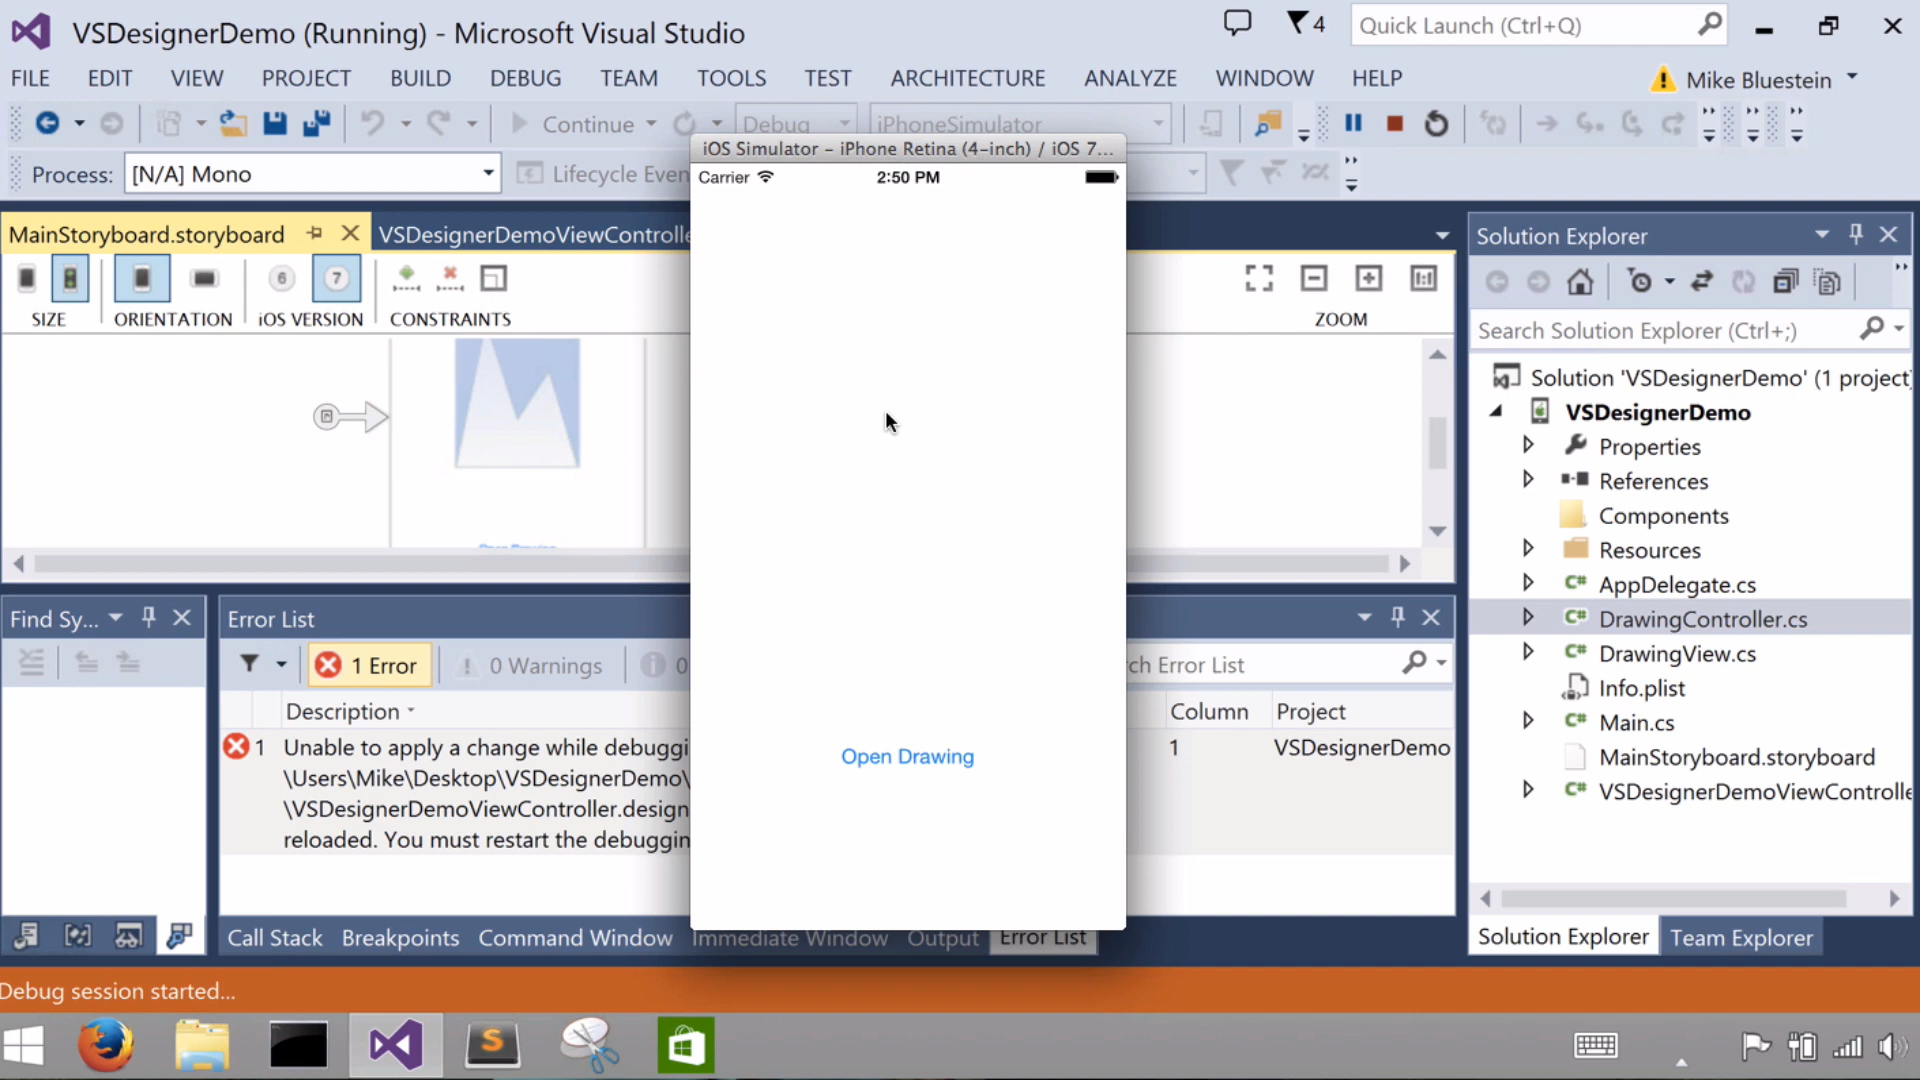 VSDesignerDemo (Running) - Microsoft Visual Studio
4
Quick Launch (Ctrl+Q)
FILE EDIT VIEW PROJECT BUILD DEBUG TEAM TOOLS TEST ARCHITECTURE ANALYZE WINDOW HELP
Mike Bluestein
Continue
Debug
iPhoneSimulator
Process: [N/A] Mono
Lifecycle Even
iOS Simulator - iPhone Retina (4-inch) / iOS 7...
Carrier
2:50 PM
Open Drawing
MainStoryboard.storyboard
VSDesignerDemoViewControlle
6
7
SIZE
ORIENTATION
iOS VERSION
CONSTRAINTS
ZOOM
Solution Explorer
Search Solution Explorer (Ctrl+;)
Solution 'VSDesignerDemo' (1 project
VSDesignerDemo
Properties
References
Components
Resources
C# AppDelegate.cs
C# DrawingController.cs
C# DrawingView.cs
Info.plist
C# Main.cs
MainStoryboard.storyboard
C# VSDesignerDemoViewControlle
Solution Explorer
Team Explorer
Find Sy...
Error List
1 Error
0 Warnings
0
ch Error List
Description
Column
Project
1 Unable to apply a change while debuggi
1
VSDesignerDemo
\Users\Mike\Desktop\VSDesignerDemo\
\VSDesignerDemoViewController.design
reloaded. You must restart the debuggin
Call Stack
Breakpoints
Command Window
Immediate Window
Output
Error List
Debug session started...